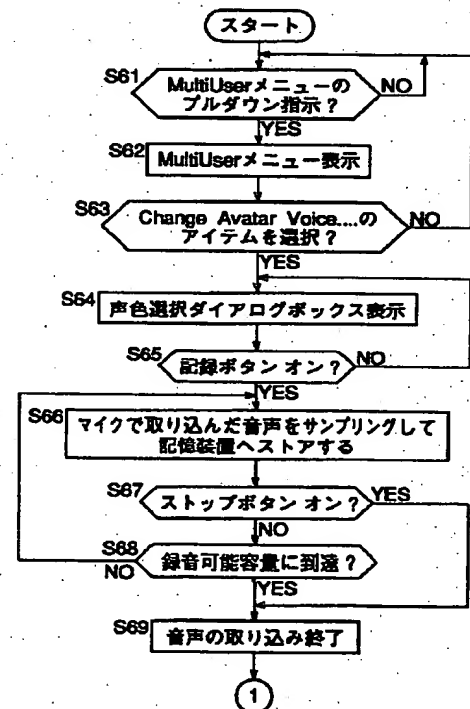 スタート
S61
MultiUserメニューの
プルダウン指示?
NO
YES
S62
MultiUserメニュー表示
S63
Change Avatar Voice....の
アイテムを選択?
NO
YES
S64
声色選択ダイアログボックス表示
S65
記録ボタン オン?
NO
YES
S66
マイクで取り込んだ音声をサンプリングして
記憶装置へストアする
S67
ストップボタン オン?
YES
NO
S68
録音可能容量に到達?
NO
YES
S69
音声の取り込み終了
1